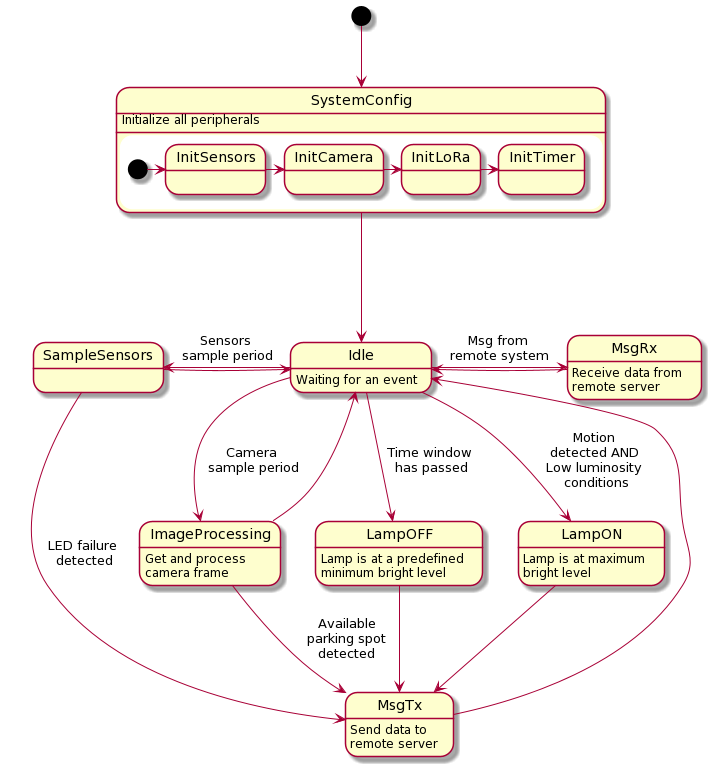 SystemConfig
Initialize all peripherals
InitSensors
InitCamera
InitLoRa
InitTimer
Sensors
sample period
Msg from
remote system
SampleSensors
Idle
Waiting for an event
MsgRx
Receive data from
remote server
Camera
sample period
Time window
has passed
Motion
detected AND
Low luminosity
conditions
LED failure
detected
ImageProcessing
Get and process
camera frame
LampOFF
Lamp is at a predefined
minimum bright level
LampON
Lamp is at maximum
bright level
Available
parking spot
detected
MsgTx
Send data to
remote server